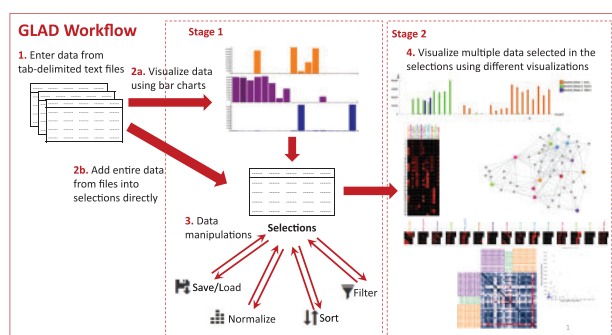 GLAD Workflow
1. Enter data from
tab-delimited text files
Stage 1
2a. Visualize data
using bar charts
2b. Add entire data
from files into
selections directly
3. Data
manipulations
Selections
Save/Load
Normalize
Sort
Filter
Stage 2
4. Visualize multiple data selected in the
selections using different visualizations
1